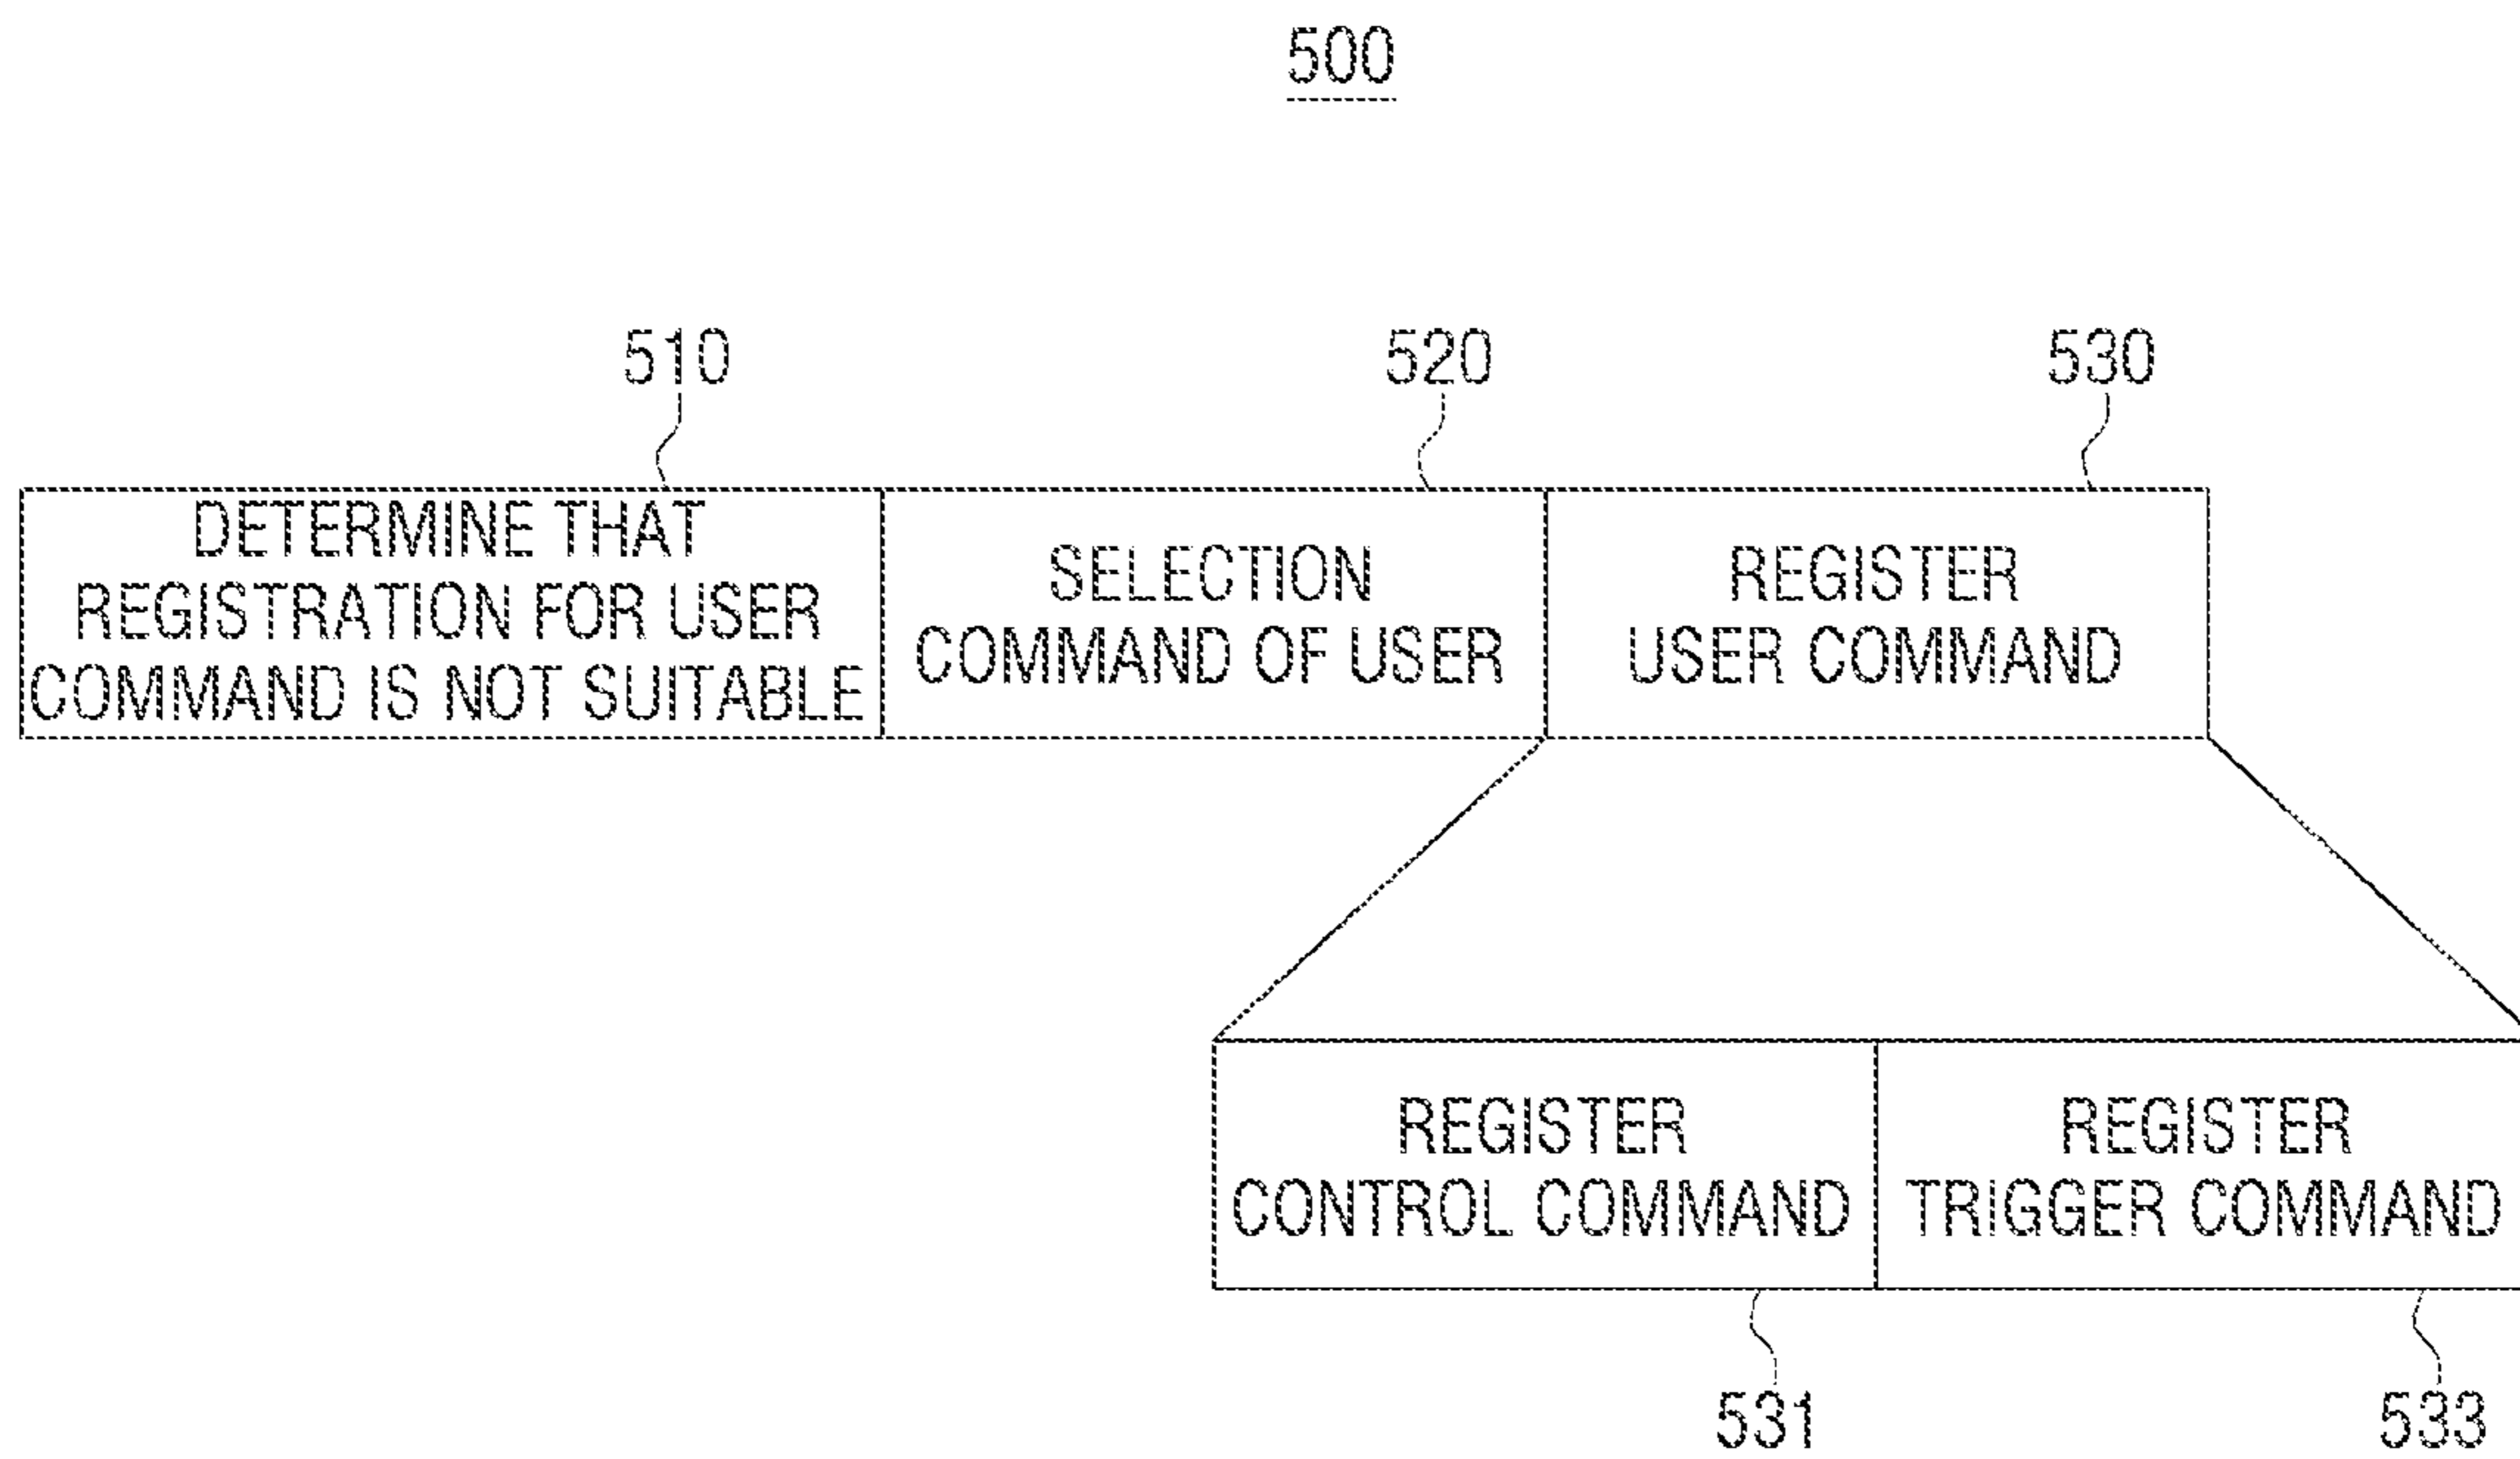 500
510
520
530
DETERMINE THAT
REGISTRATION FOR USER
COMMAND IS NOT SUITABLE
SELECTION
COMMAND OF USER
REGISTER
USER COMMAND
REGISTER
CONTROL COMMAND
REGISTER
TRIGGER COMMAND
531
533